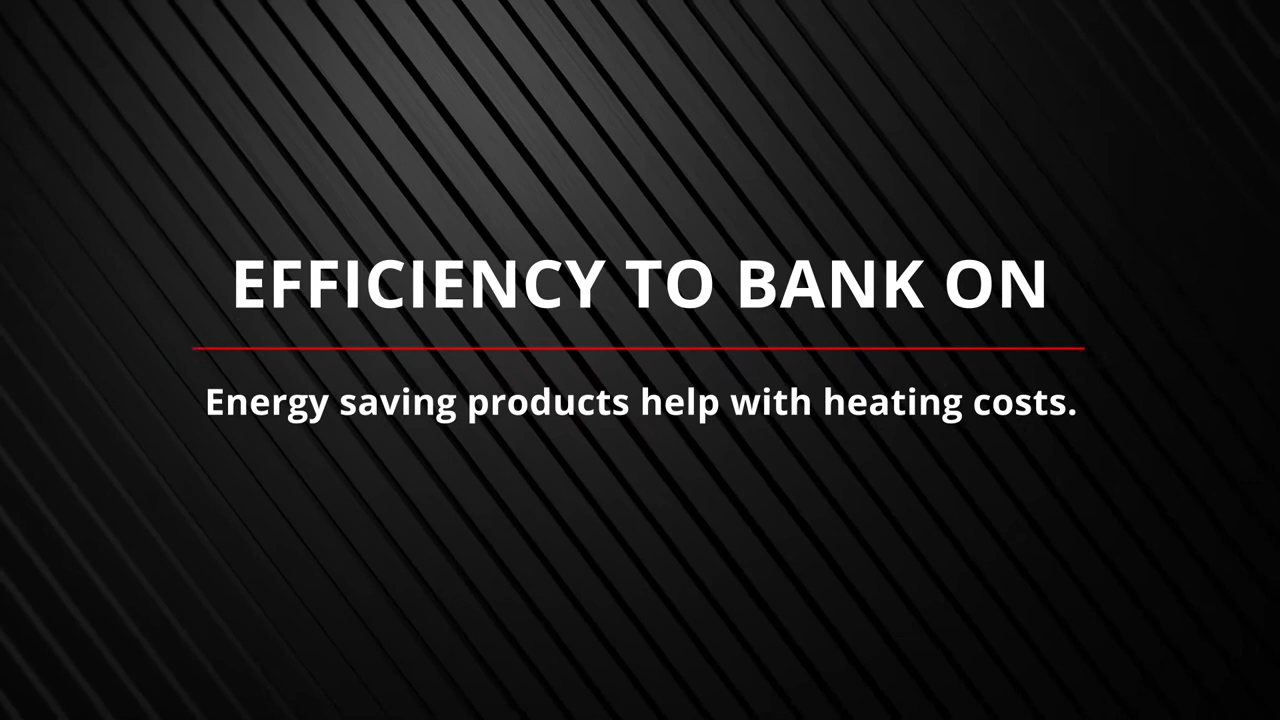 EFFICIENCY TO BANK ON
Energy saving products help with heating costs.